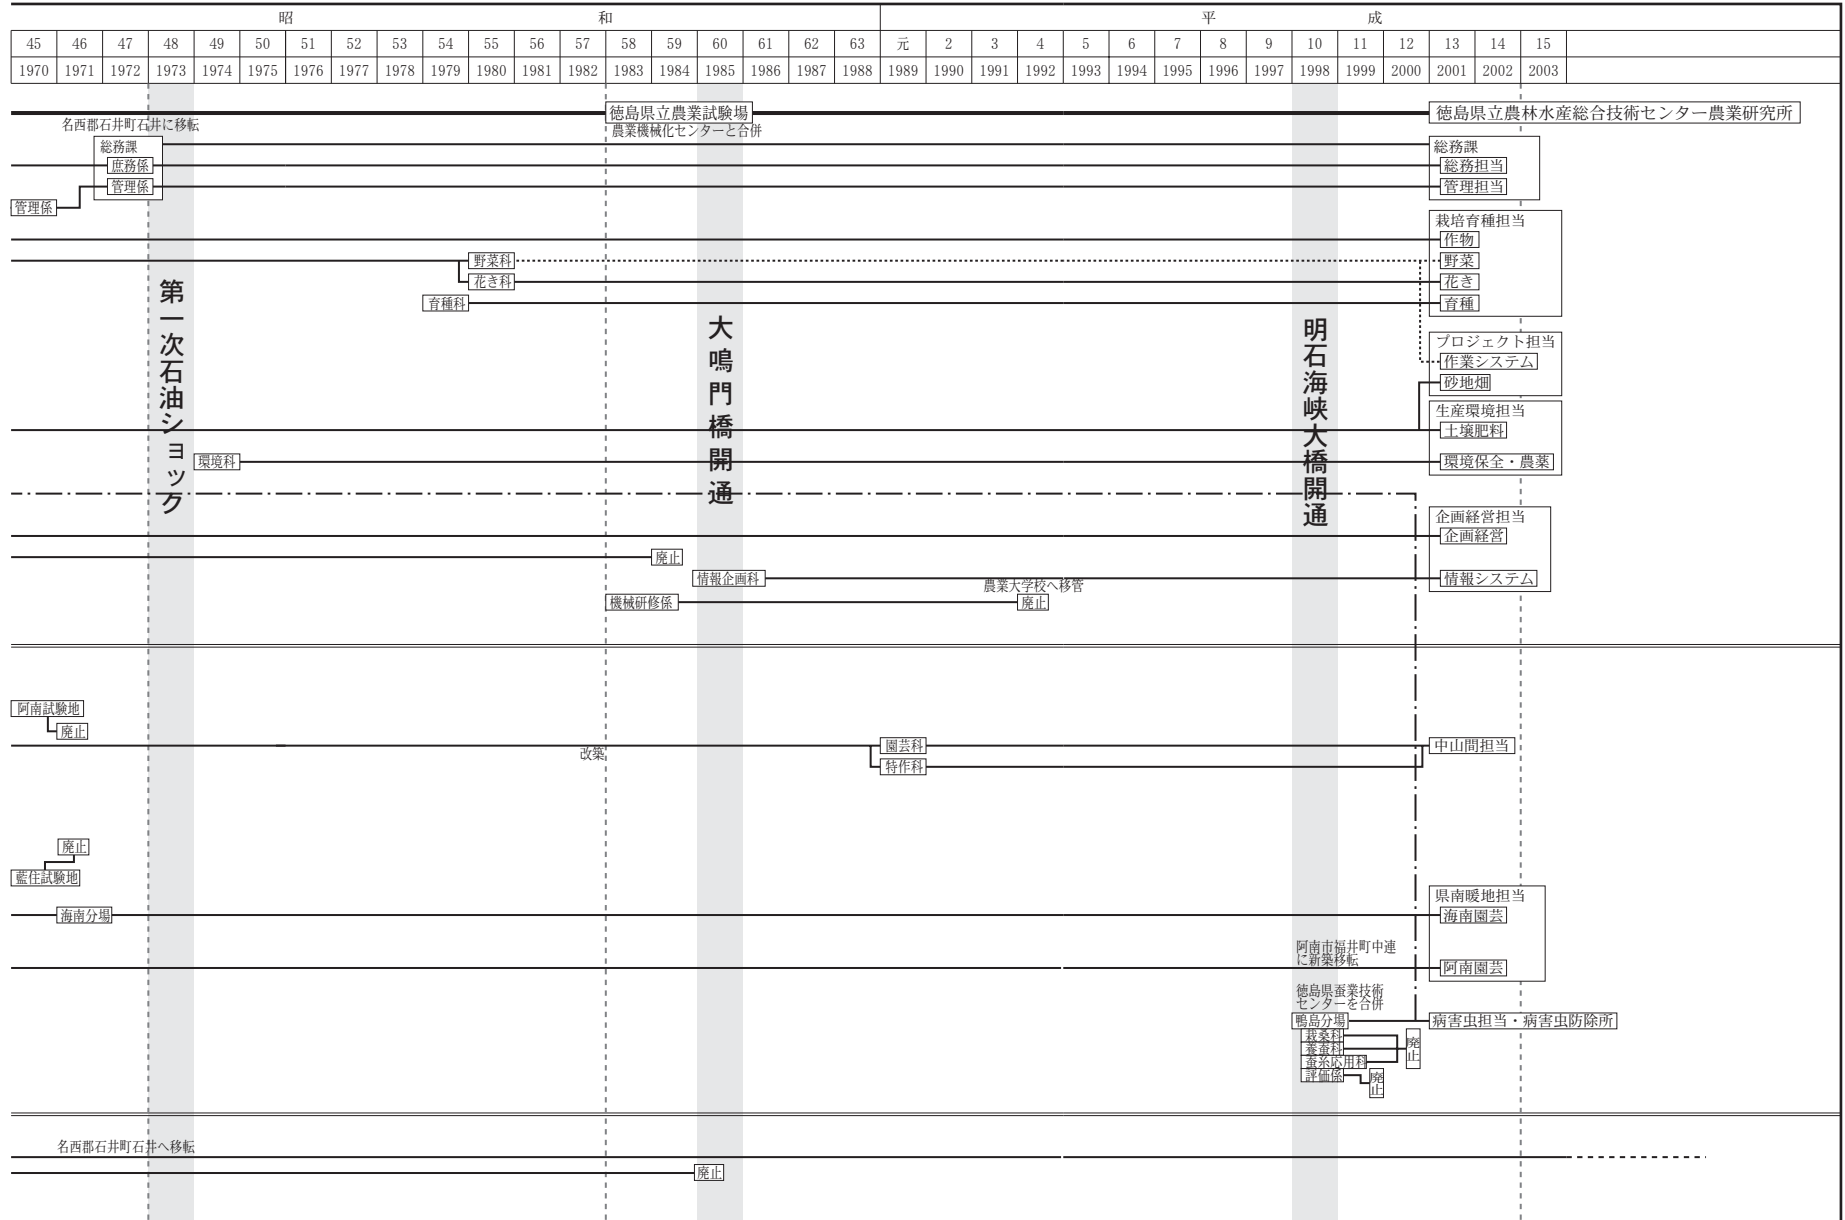 昭 和 平 成
45 46 47 48 49 50 51 52 53 54 55 56 57 58 59 60 61 62 63 元 2 3 4 5 6 7 8 9 10 11 12 13 14 15
1970 1971 1972 1973 1974 1975 1976 1977 1978 1979 1980 1981 1982 1983 1984 1985 1986 1987 1988 1989 1990 1991 1992 1993 1994 1995 1996 1997 1998 1999 2000 2001 2002 2003
徳島県立農業試験場 徳島県立農林水産総合技術センター農業研究所
名西郡石井町石井に移転 農業機械化センターと合併
総務課 総務課
庶務係 総務担当
管理係 管理担当
管理係
栽培育種担当
作物
野菜科 野菜
花き科 花き
育種科 育種
第一次石油ショック
大鳴門橋開通
明石海峡大橋開通
プロジェクト担当
作業システム
砂地畑
生産環境担当
土壌肥料
環境科 環境保全・農薬
企画経営担当
企画経営
廃止
情報企画科 情報システム
農業大学校へ移管
機械研修係 廃止
阿南試験地
廃止
改築
園芸科 中山間担当
特作科
廃止
藍住試験地
県南暖地担当
海南分場 海南園芸
阿南市福井町中連
に新築移転
阿南園芸
徳島県蚕業技術
センターを合併
鴨島分場 病害虫担当・病害虫防除所
栽桑科
養蚕科 廃止
蚕糸応用科
評価係 廃止
名西郡石井町石井へ移転
廃止